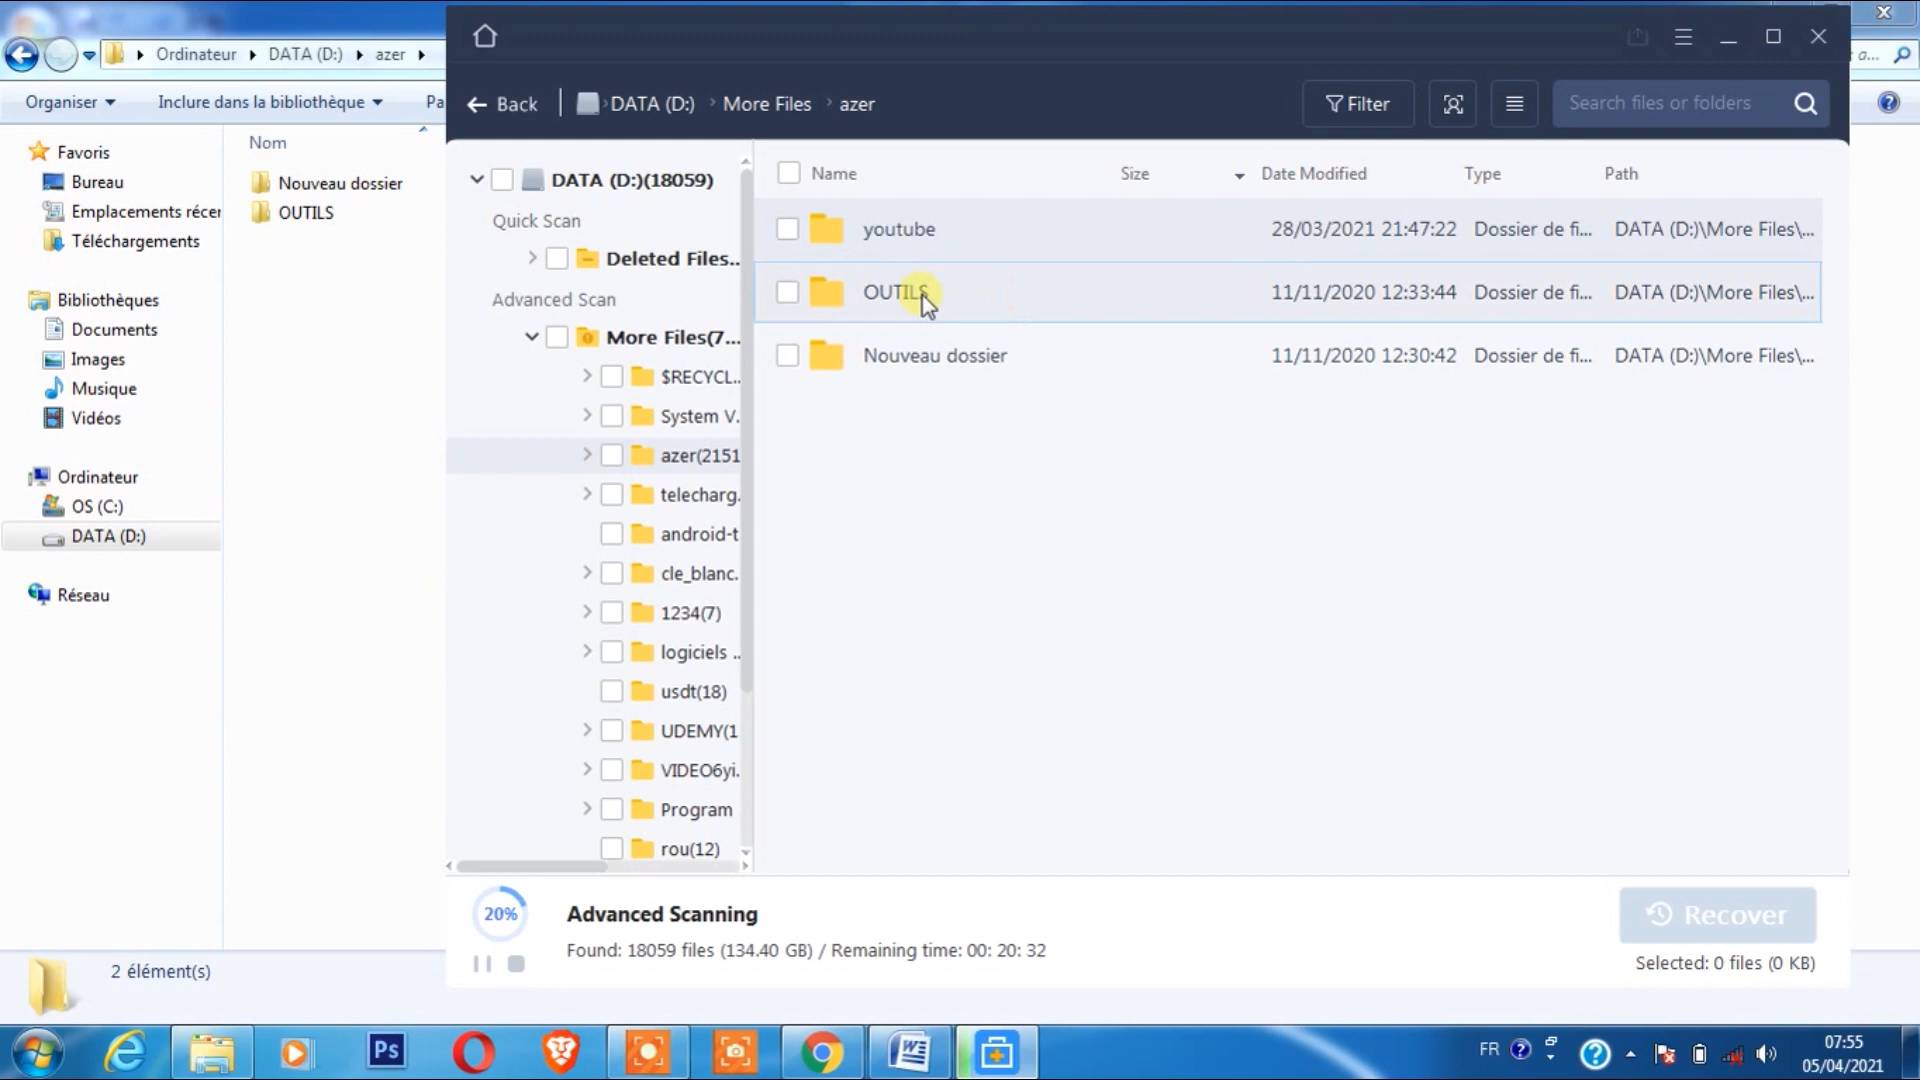 Ordinateur DATA (D:) azer
Organiser Inclure dans la bibliothèque Pa
Favoris
Bureau
Emplacements récer
Téléchargements
Bibliothèques
Documents
Images
Musique
Vidéos
Ordinateur
OS (C:)
DATA (D:)
Réseau
Nom
Nouveau dossier
OUTILS
2 élément(s)
Back DATA (D:) More Files azer
Filter
Search files or folders
a...
DATA (D:)(18059)
Quick Scan
Deleted Files..
Advanced Scan
More Files(7...
$RECYCL..
System V.
azer(2151
telecharg.
android-t
cle_blanc.
1234(7)
logiciels ..
usdt(18)
UDEMY(1
VIDEO6yi.
Program
rou(12)
Name Size Date Modified Type Path
youtube 28/03/2021 21:47:22 Dossier de fi... DATA (D:)\More Files\...
OUTILS 11/11/2020 12:33:44 Dossier de fi... DATA (D:)\More Files\...
Nouveau dossier 11/11/2020 12:30:42 Dossier de fi... DATA (D:)\More Files\...
20%
Advanced Scanning
Found: 18059 files (134.40 GB) / Remaining time: 00: 20: 32
Recover
Selected: 0 files (0 KB)
Ps
FR
07:55
05/04/2021